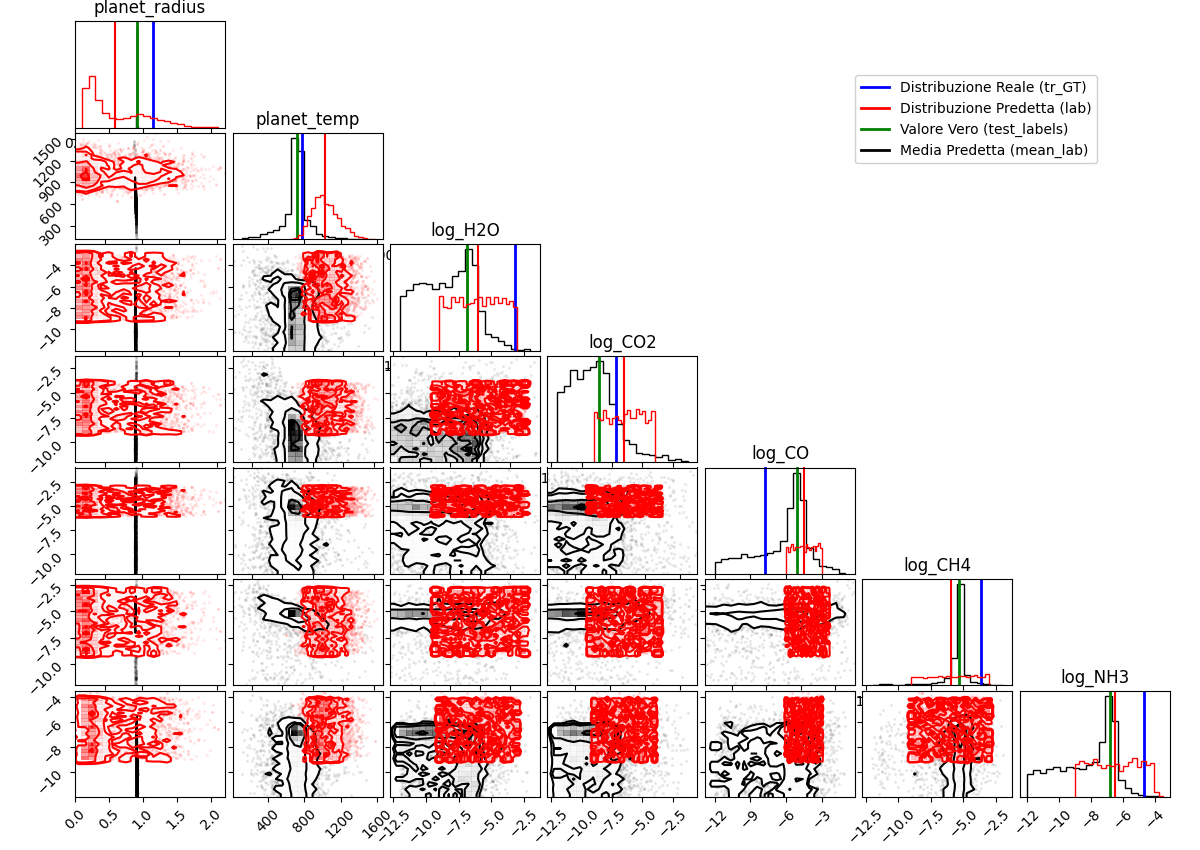 planet_radius
planet_temp
Distribuzione Reale (tr_GT)
Distribuzione Predetta (lab)
Valore Vero (test_labels)
Media Predetta (mean_lab)
1500
1200
900
600
300
log_H2O
−4
−6
−8
−10
log_CO2
−2.5
−5.0
−7.5
−10.0
log_CO
−2.5
−5.0
−7.5
−10.0
log_CH4
−2.5
−5.0
−7.5
−10.0
log_NH3
−4
−6
−8
−10
0.0 0.5 1.0 1.5 2.0
400 800 1200 1600
−12.5 −10.0 −7.5 −5.0 −2.5
−12.5 −10.0 −7.5 −5.0 −2.5
−12 −9 −6 −3
−12.5 −10.0 −7.5 −5.0 −2.5
−12 −10 −8 −6 −4